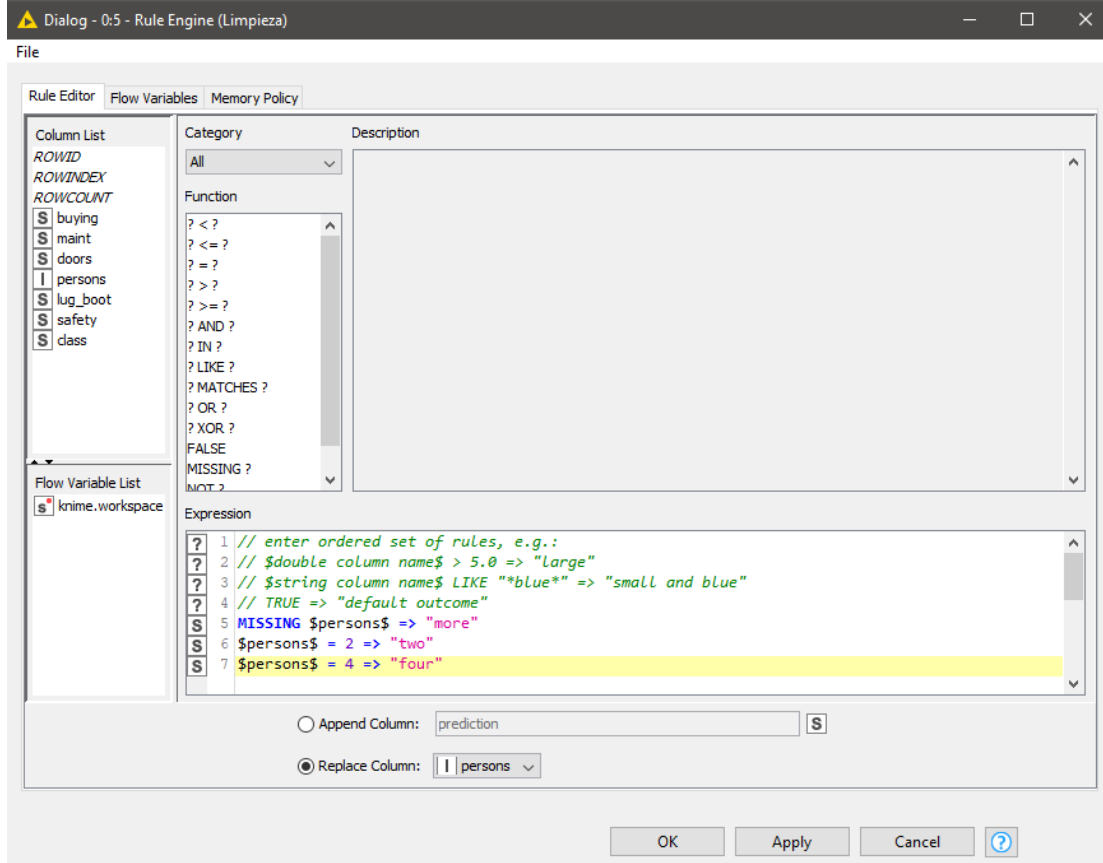 Dialog - 0:5 - Rule Engine (Limpieza)
File
Rule Editor Flow Variables Memory Policy
Column List
ROWID
ROWINDEX
ROWCOUNT
S buying
S maint
S doors
I persons
S lug_boot
S safety
S class
Flow Variable List
s knime.workspace
Category
All
Function
? < ?
? <= ?
? = ?
? > ?
? >= ?
? AND ?
? IN ?
? LIKE ?
? MATCHES ?
? OR ?
? XOR ?
FALSE
MISSING ?
NOT ?
Description
Expression
? 1 // enter ordered set of rules, e.g.:
? 2 // $double column name$ > 5.0 => "large"
? 3 // $string column name$ LIKE "*blue*" => "small and blue"
? 4 // TRUE => "default outcome"
S 5 MISSING $persons$ => "more"
S 6 $persons$ = 2 => "two"
S 7 $persons$ = 4 => "four"
Append Column: prediction S
Replace Column: I persons
OK Apply Cancel ?